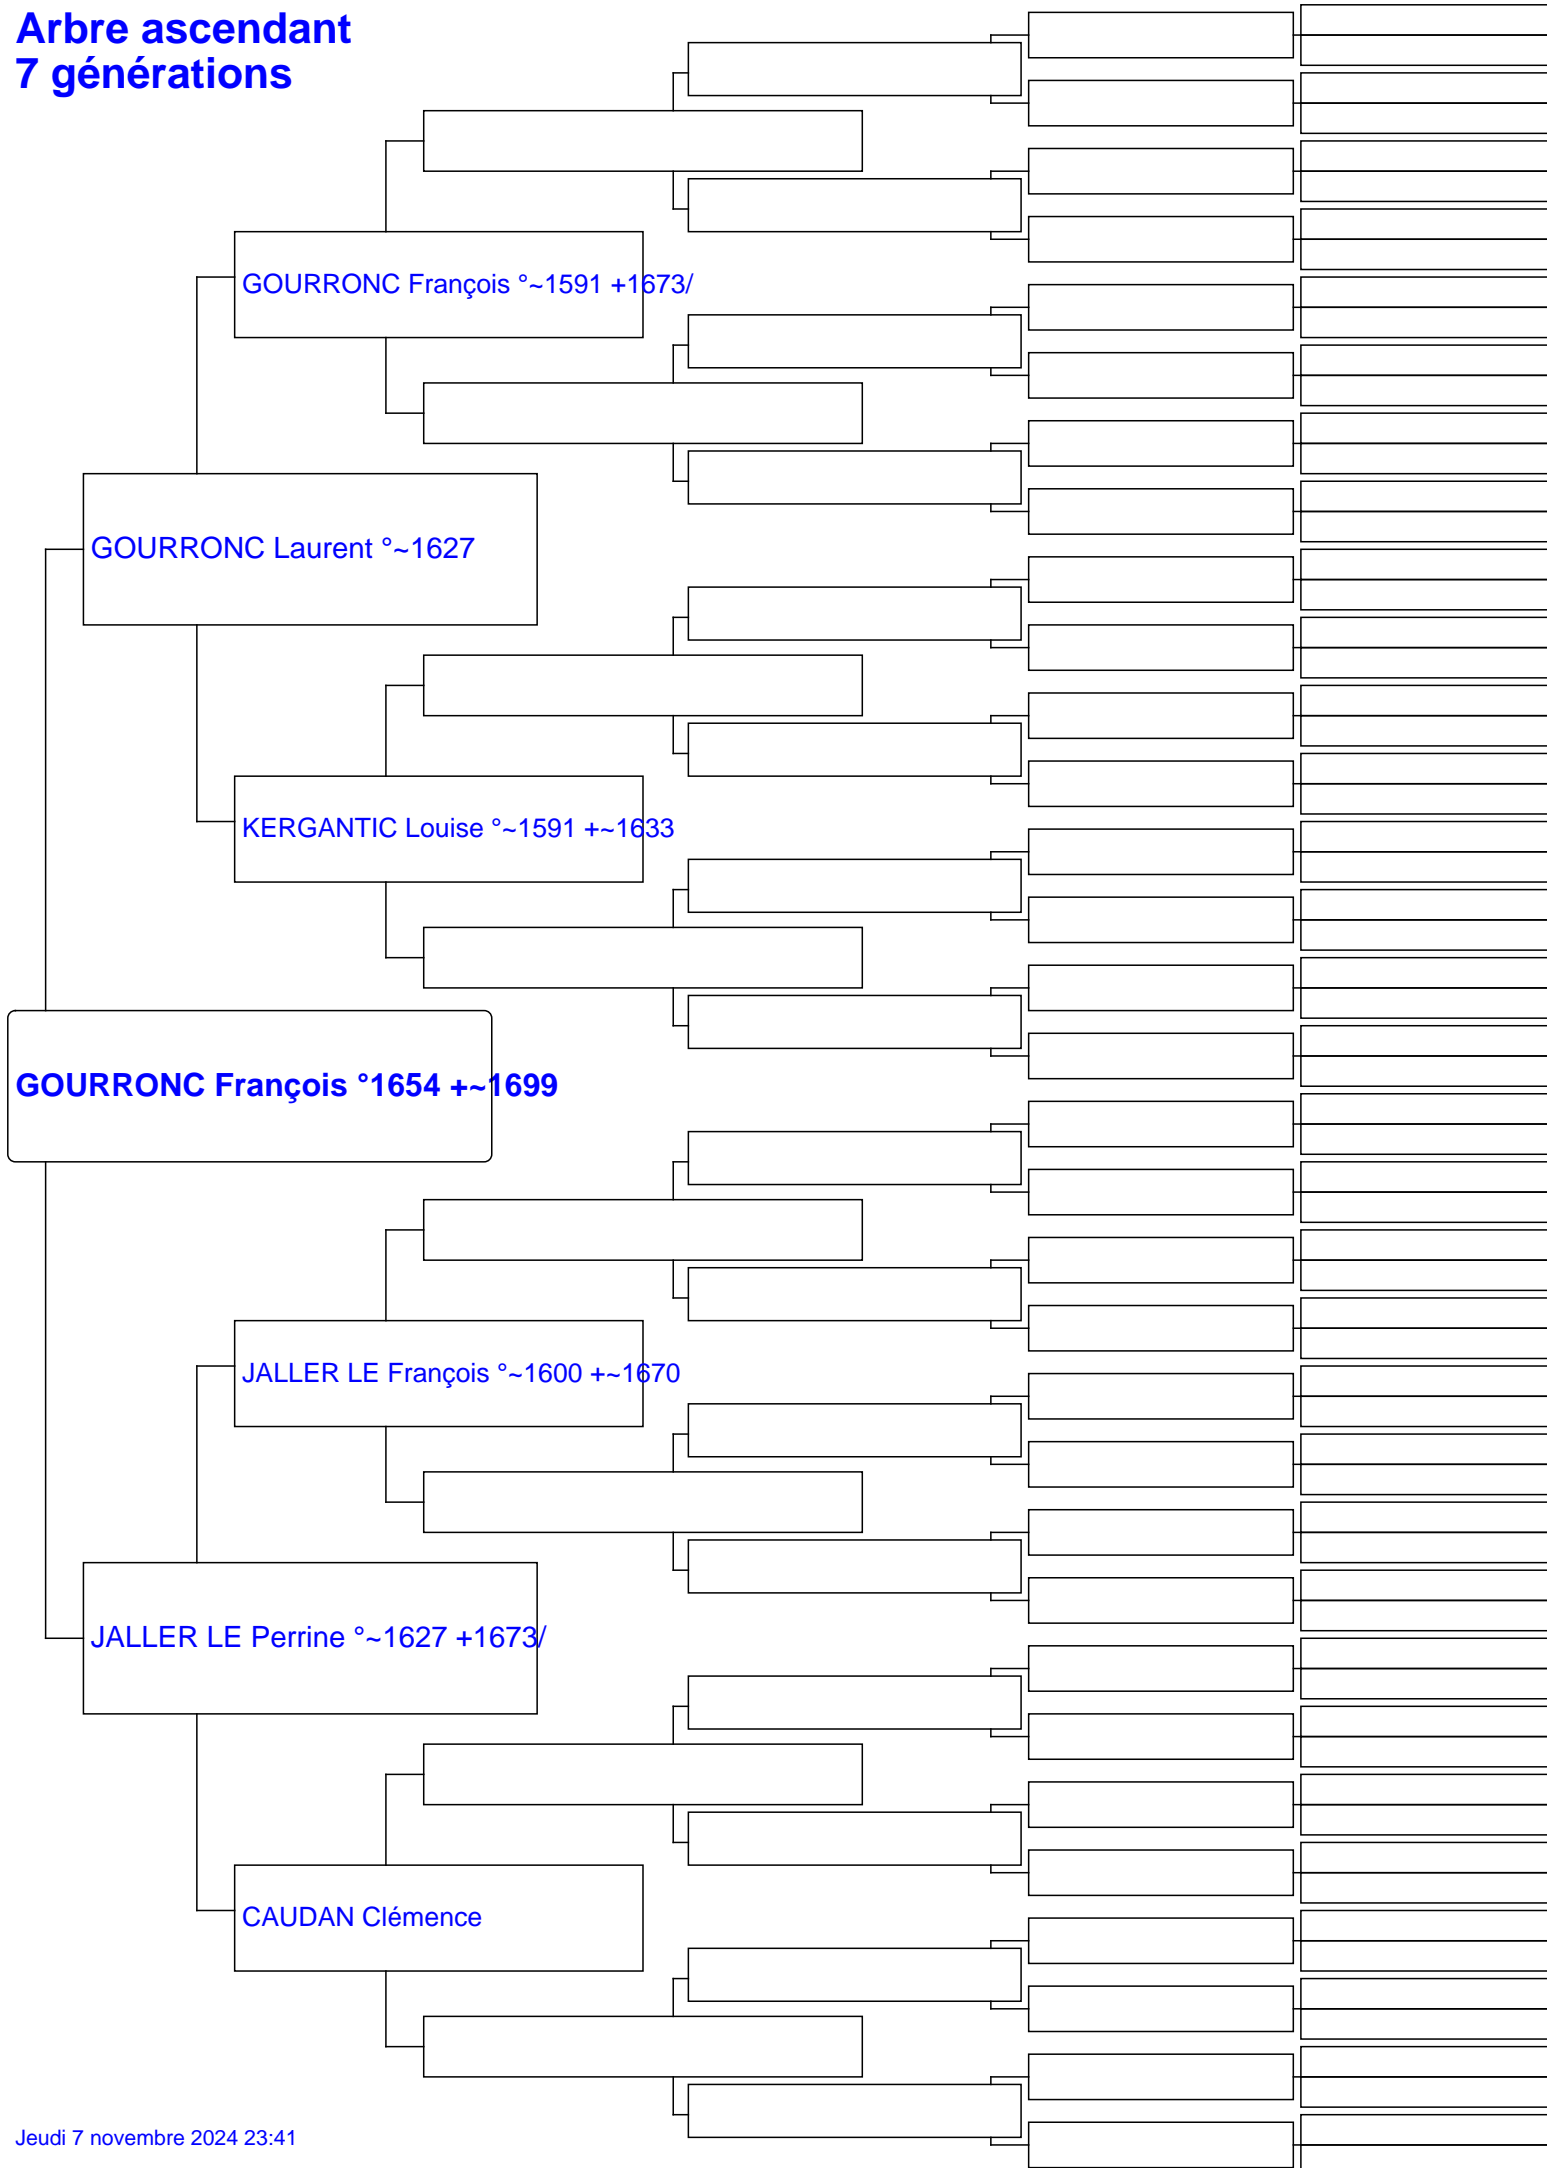 Arbre ascendant
7 générations
GOURRONC François °~1591 +1673/
GOURRONC Laurent °~1627
KERGANTIC Louise °~1591 +~1633
GOURRONC François °1654 +~1699
JALLER LE François °~1600 +~1670
JALLER LE Perrine °~1627 +1673/
CAUDAN Clémence
Jeudi 7 novembre 2024 23:41